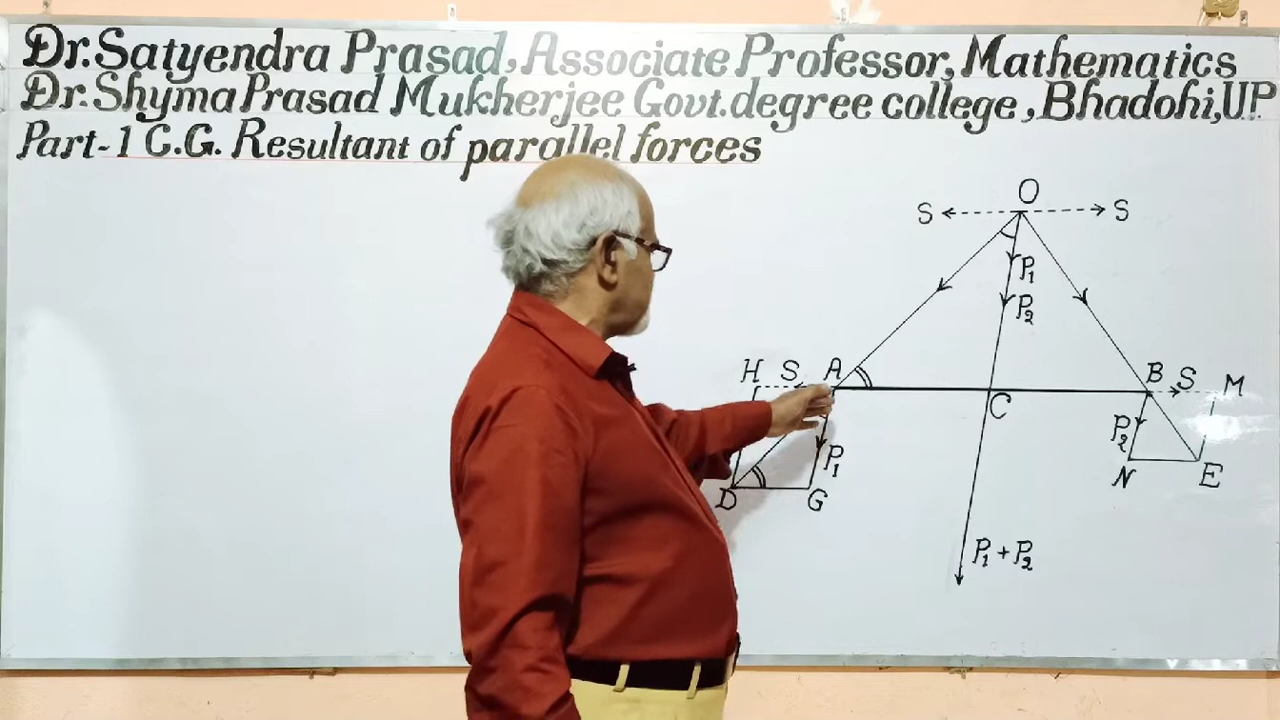 Dr. Satyendra Prasad, Associate Professor, Mathematics
Dr. Shyma Prasad Mukherjee Govt. degree college, Bhadohi, UP.
Part-1 C.G. Resultant of parallel forces
O
S S
P₁
P₂
H S A B S M
C
P₂
P₁
D G N E
P₁ + P₂